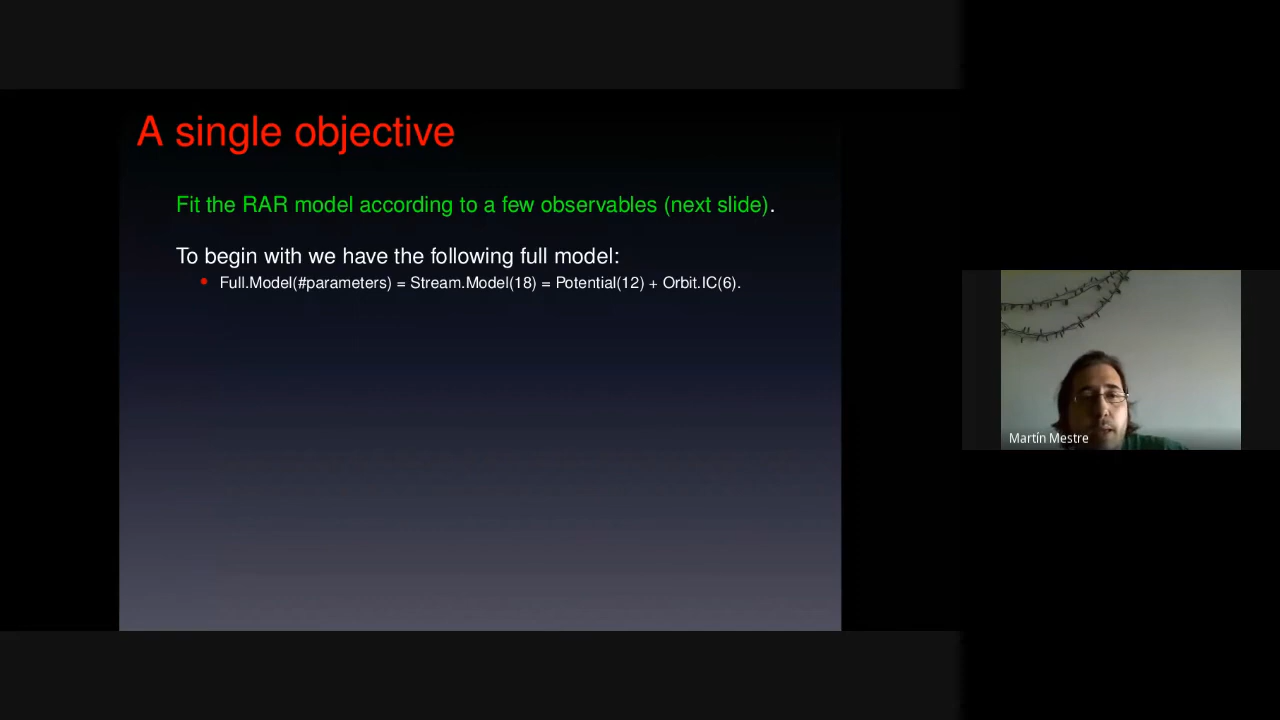 A single objective
Fit the RAR model according to a few observables (next slide).
To begin with we have the following full model:
Full.Model(#parameters) = Stream.Model(18) = Potential(12) + Orbit.IC(6).
Martín Mestre